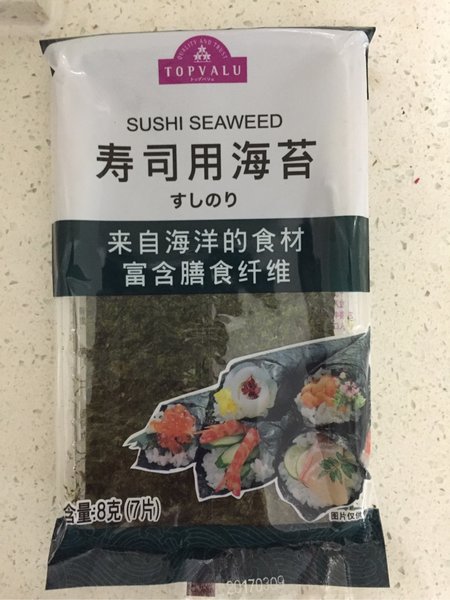 QUALITY AND TRUST
TOPVALU
トップバリュ
SUSHI SEAWEED
寿司用海苔
すしのり
来自海洋的食材
富含膳食纤维
含量:8克(7片)
图片仅供
20170309